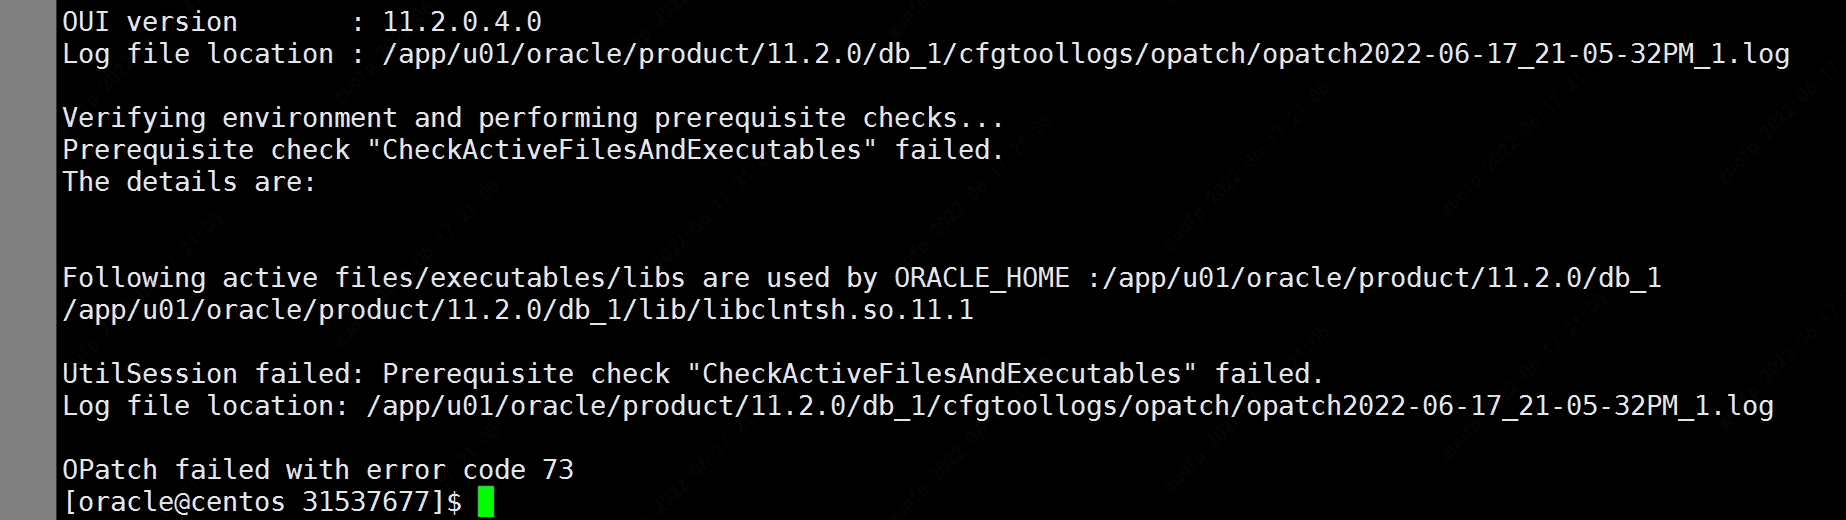 OUI version       : 11.2.0.4.0
Log file location : /app/u01/oracle/product/11.2.0/db_1/cfgtoollogs/opatch/opatch2022-06-17_21-05-32PM_1.log
Verifying environment and performing prerequisite checks...
Prerequisite check "CheckActiveFilesAndExecutables" failed.
The details are:
Following active files/executables/libs are used by ORACLE_HOME :/app/u01/oracle/product/11.2.0/db_1
/app/u01/oracle/product/11.2.0/db_1/lib/libclntsh.so.11.1
UtilSession failed: Prerequisite check "CheckActiveFilesAndExecutables" failed.
Log file location: /app/u01/oracle/product/11.2.0/db_1/cfgtoollogs/opatch/opatch2022-06-17_21-05-32PM_1.log
OPatch failed with error code 73
[oracle@centos 31537677]$